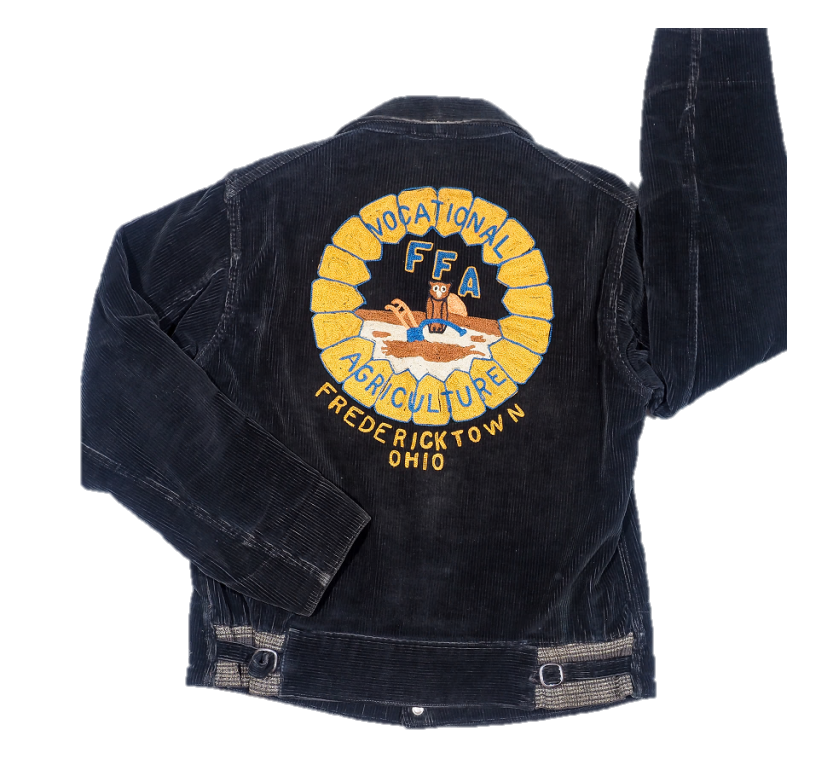 VOCATIONAL
FFA
AGRICULTURE
FREDERICKTOWN
OHIO